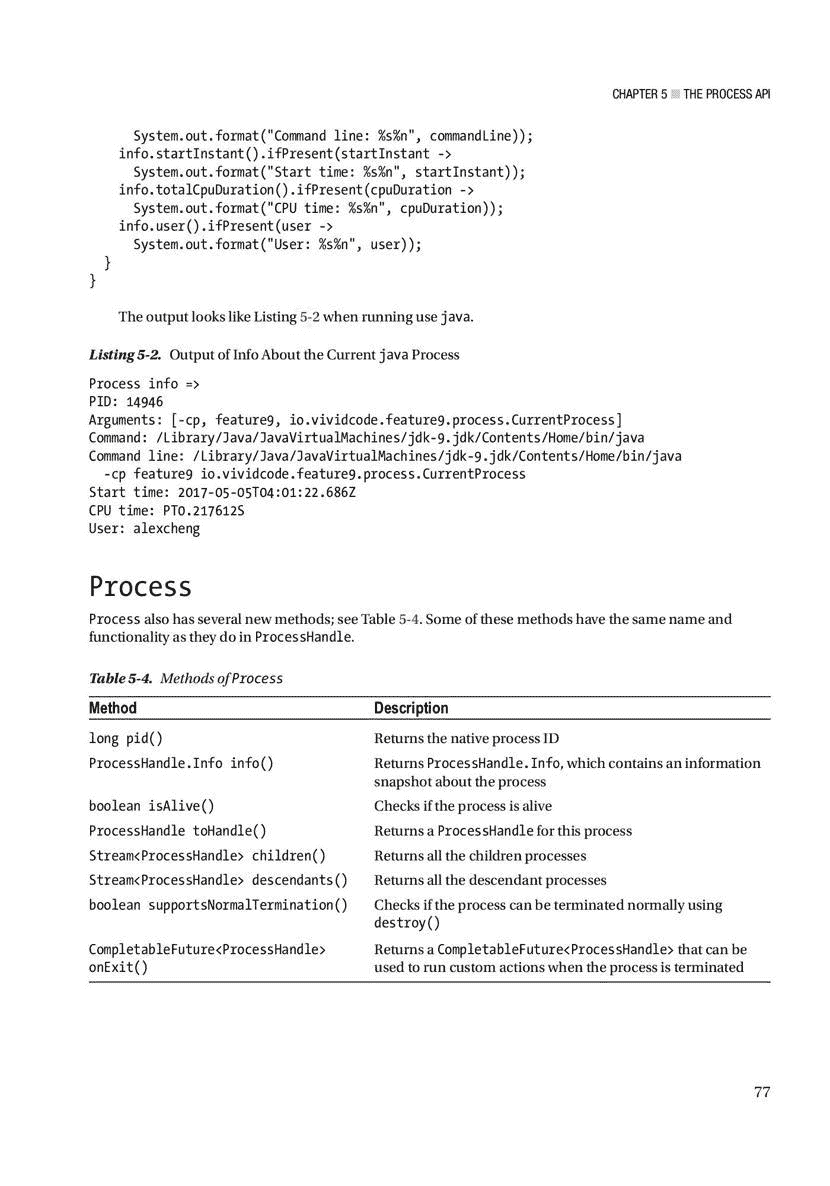 CHAPTER 5 ▒ THE PROCESS API
System.out.format("Command line: %s%n", commandLine));
info.startInstant().ifPresent(startInstant ->
System.out.format("Start time: %s%n", startInstant));
info.totalCpuDuration().ifPresent(cpuDuration ->
System.out.format("CPU time: %s%n", cpuDuration));
info.user().ifPresent(user ->
System.out.format("User: %s%n", user));
}
}
The output looks like Listing 5-2 when running use java.
Listing 5-2. Output of Info About the Current java Process
Process info =>
PID: 14946
Arguments: [-cp, feature9, io.vividcode.feature9.process.CurrentProcess]
Command: /Library/Java/JavaVirtualMachines/jdk-9.jdk/Contents/Home/bin/java
Command line: /Library/Java/JavaVirtualMachines/jdk-9.jdk/Contents/Home/bin/java
-cp feature9 io.vividcode.feature9.process.CurrentProcess
Start time: 2017-05-05T04:01:22.686Z
CPU time: PT0.217612S
User: alexcheng
Process
Process also has several new methods; see Table 5-4. Some of these methods have the same name and
functionality as they do in ProcessHandle.
Table 5-4. Methods of Process
Method Description
long pid() Returns the native process ID
ProcessHandle.Info info() Returns ProcessHandle.Info, which contains an information
snapshot about the process
boolean isAlive() Checks if the process is alive
ProcessHandle toHandle() Returns a ProcessHandle for this process
Stream<ProcessHandle> children() Returns all the children processes
Stream<ProcessHandle> descendants() Returns all the descendant processes
boolean supportsNormalTermination() Checks if the process can be terminated normally using
destroy()
CompletableFuture<ProcessHandle> Returns a CompletableFuture<ProcessHandle> that can be
onExit() used to run custom actions when the process is terminated
77